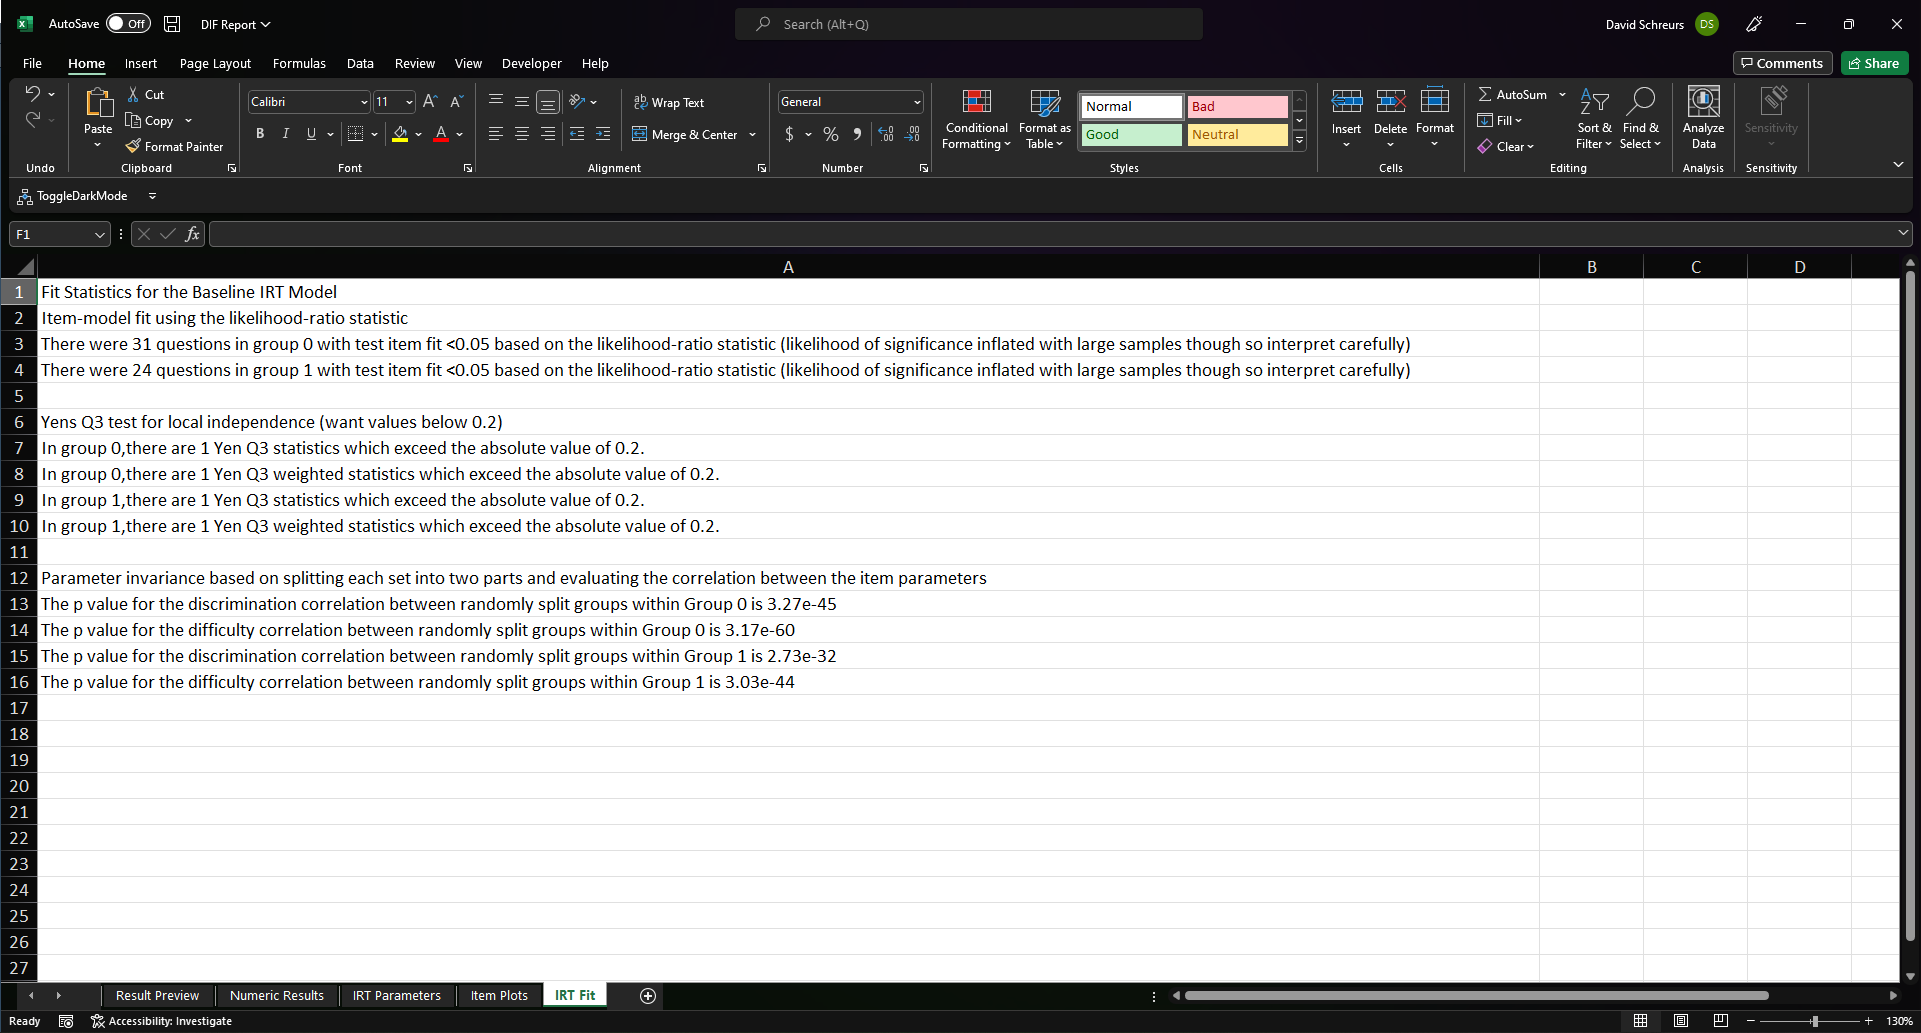 AutoSave Off DIF Report Search (Alt+Q) David Schreurs DS
File Home Insert Page Layout Formulas Data Review View Developer Help Comments Share
Cut
Copy
Format Painter
Paste
Calibri 11
B I U A
Wrap Text
Merge & Center
General
$ % 9
Conditional Formatting
Format as Table
Normal Bad
Good Neutral
Insert Delete Format
AutoSum
Fill
Clear
Sort & Filter
Find & Select
Analyze Data
Sensitivity
Undo Clipboard Font Alignment Number Styles Cells Editing Analysis Sensitivity
ToggleDarkMode
F1 fx
A B C D
1 Fit Statistics for the Baseline IRT Model
2 Item-model fit using the likelihood-ratio statistic
3 There were 31 questions in group 0 with test item fit <0.05 based on the likelihood-ratio statistic (likelihood of significance inflated with large samples though so interpret carefully)
4 There were 24 questions in group 1 with test item fit <0.05 based on the likelihood-ratio statistic (likelihood of significance inflated with large samples though so interpret carefully)
5
6 Yens Q3 test for local independence (want values below 0.2)
7 In group 0,there are 1 Yen Q3 statistics which exceed the absolute value of 0.2.
8 In group 0,there are 1 Yen Q3 weighted statistics which exceed the absolute value of 0.2.
9 In group 1,there are 1 Yen Q3 statistics which exceed the absolute value of 0.2.
10 In group 1,there are 1 Yen Q3 weighted statistics which exceed the absolute value of 0.2.
11
12 Parameter invariance based on splitting each set into two parts and evaluating the correlation between the item parameters
13 The p value for the discrimination correlation between randomly split groups within Group 0 is 3.27e-45
14 The p value for the difficulty correlation between randomly split groups within Group 0 is 3.17e-60
15 The p value for the discrimination correlation between randomly split groups within Group 1 is 2.73e-32
16 The p value for the difficulty correlation between randomly split groups within Group 1 is 3.03e-44
17
18
19
20
21
22
23
24
25
26
27
Result Preview Numeric Results IRT Parameters Item Plots IRT Fit
Ready Accessibility: Investigate 130%